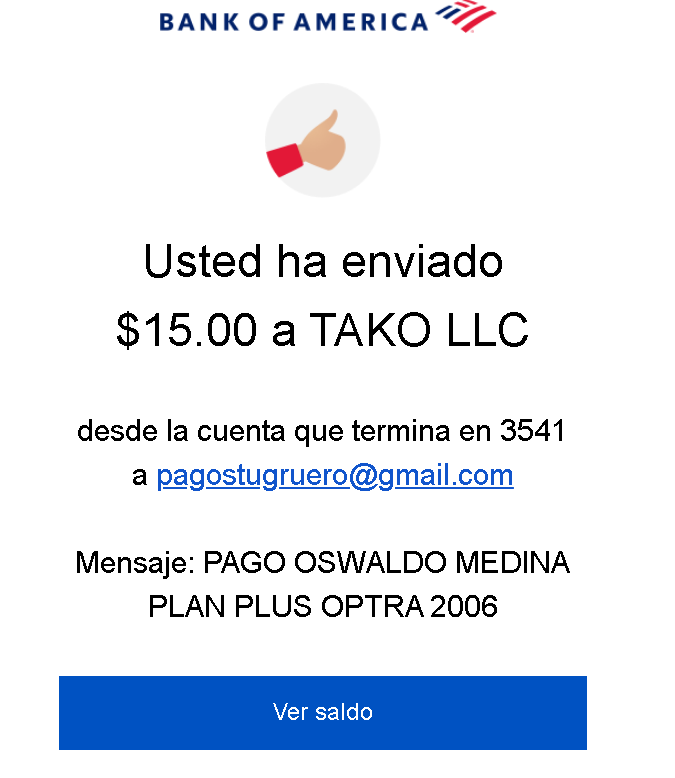 BANK OF AMERICA
Usted ha enviado
$15.00 a TAKO LLC
desde la cuenta que termina en 3541
a pagostugruero@gmail.com
Mensaje: PAGO OSWALDO MEDINA
PLAN PLUS OPTRA 2006
Ver saldo